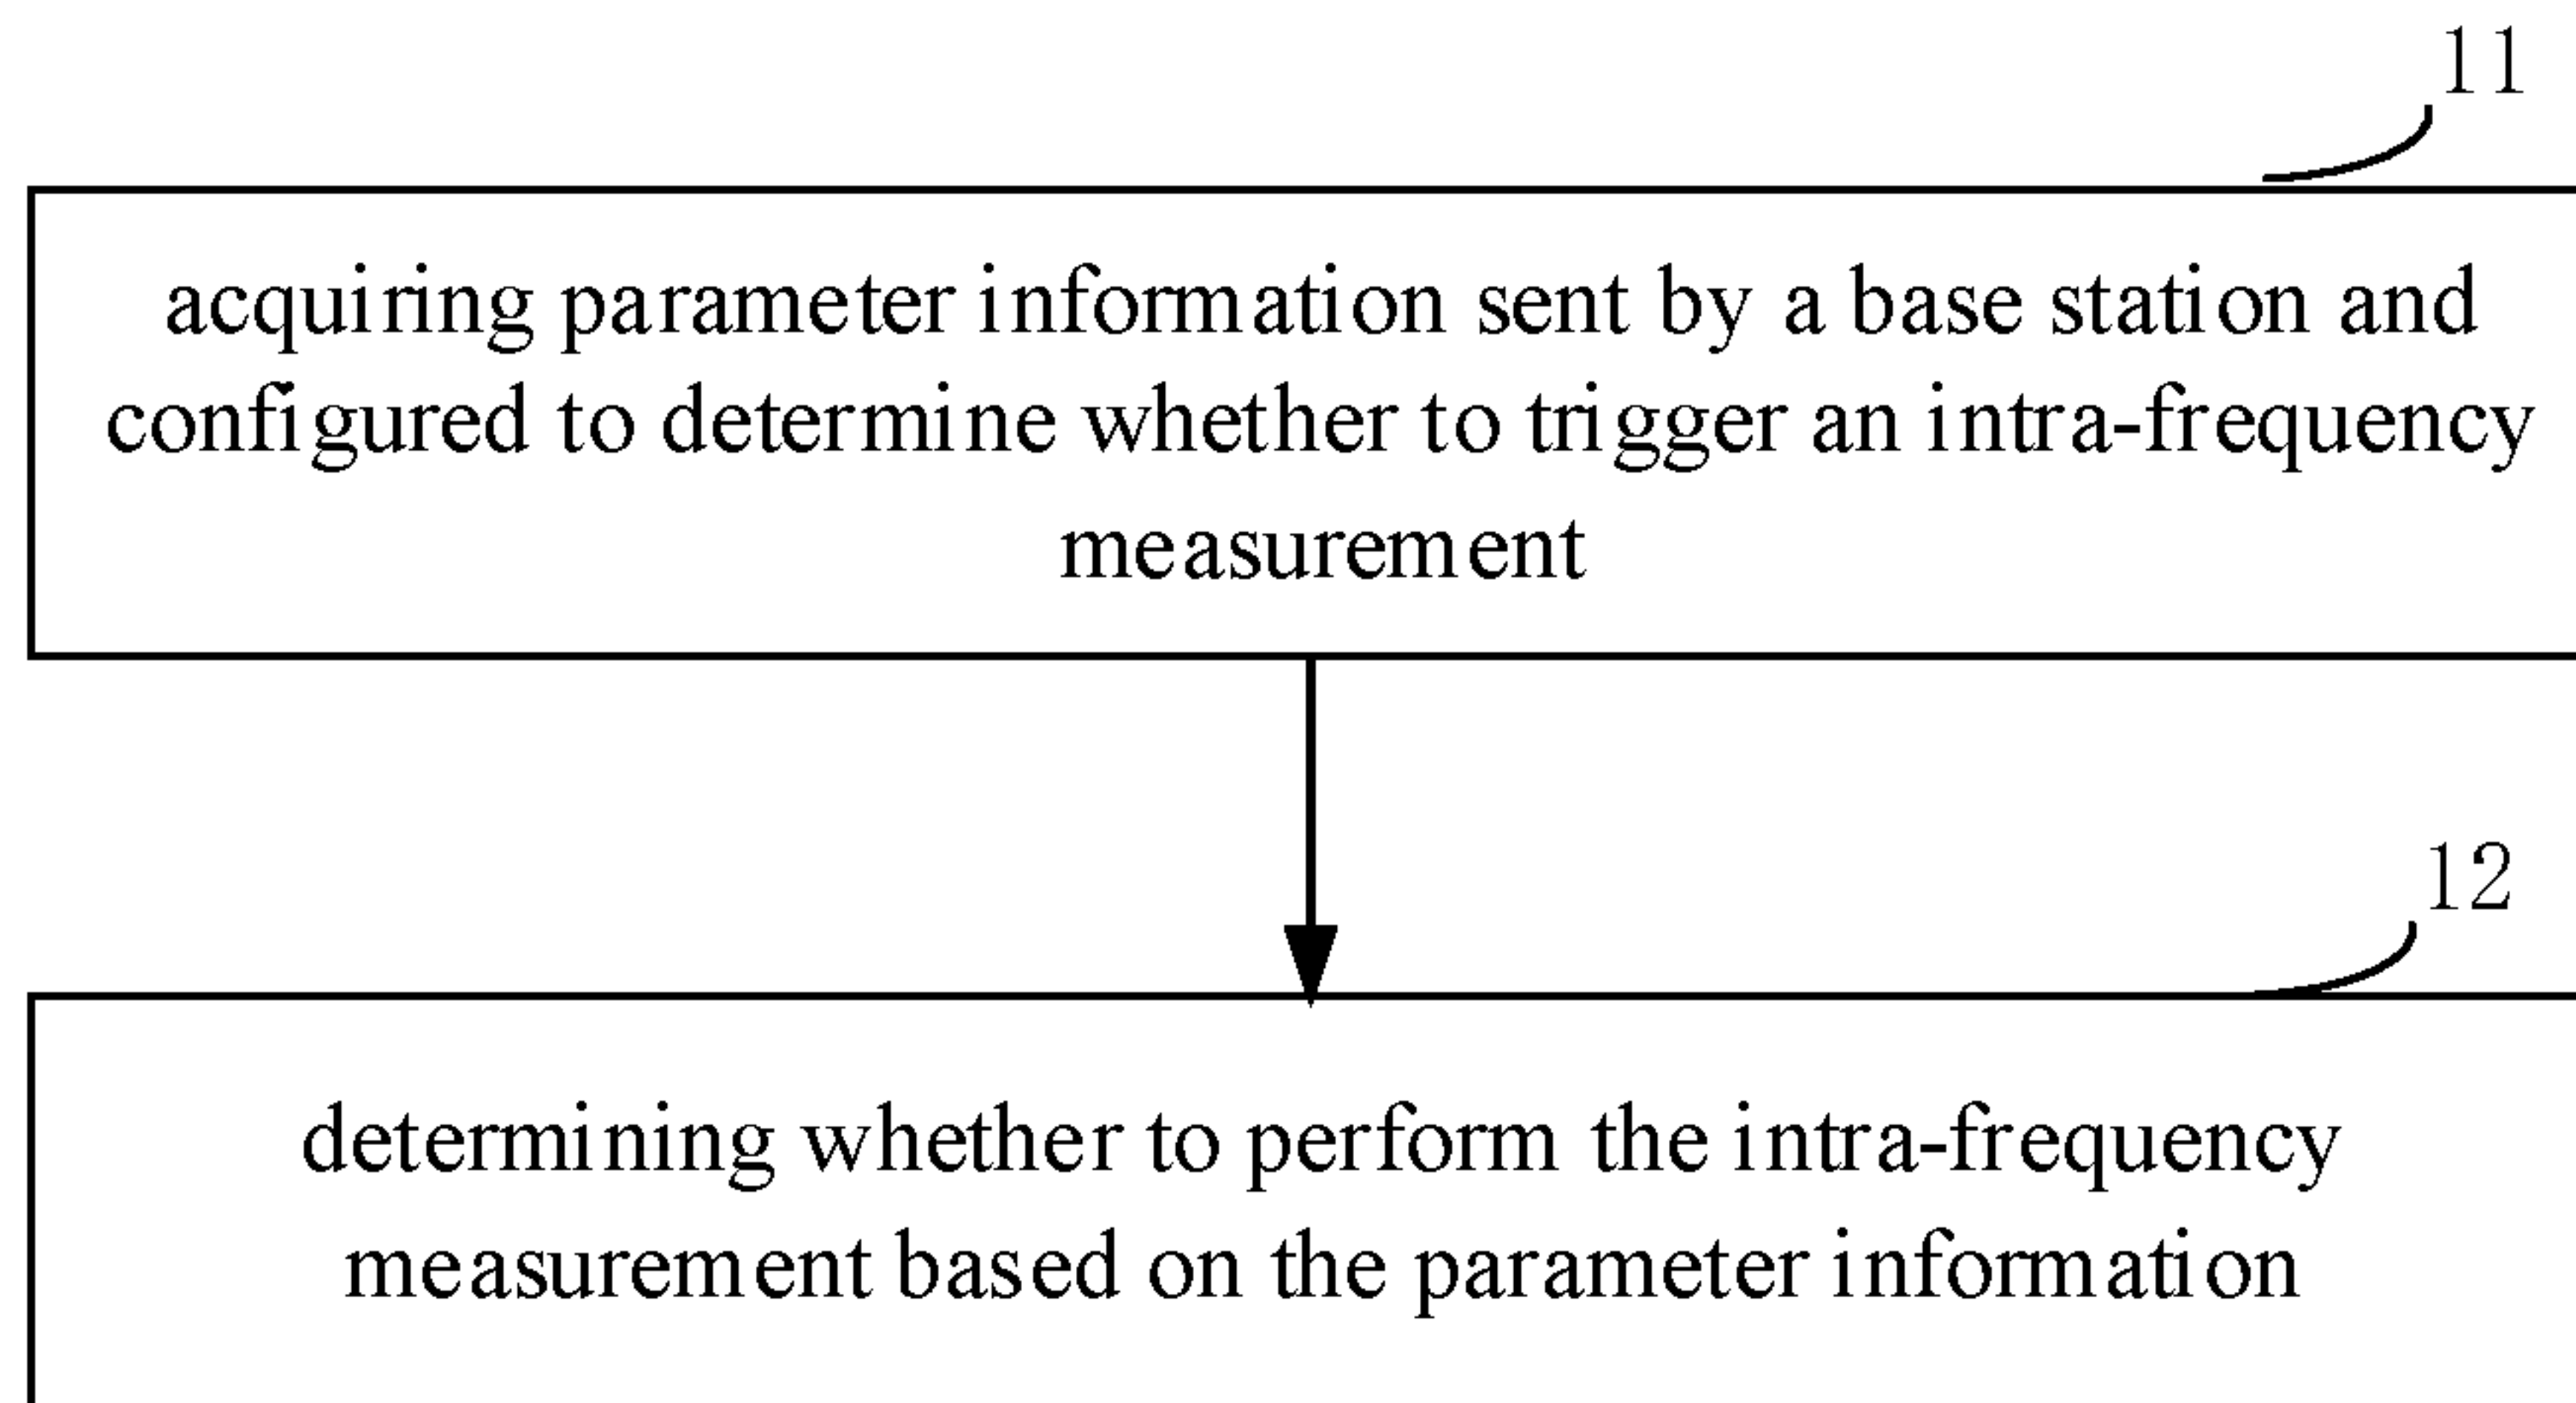 11
acquiring parameter information sent by a base station and
configured to determine whether to trigger an intra-frequency
measurement
12
determining whether to perform the intra-frequency
measurement based on the parameter information